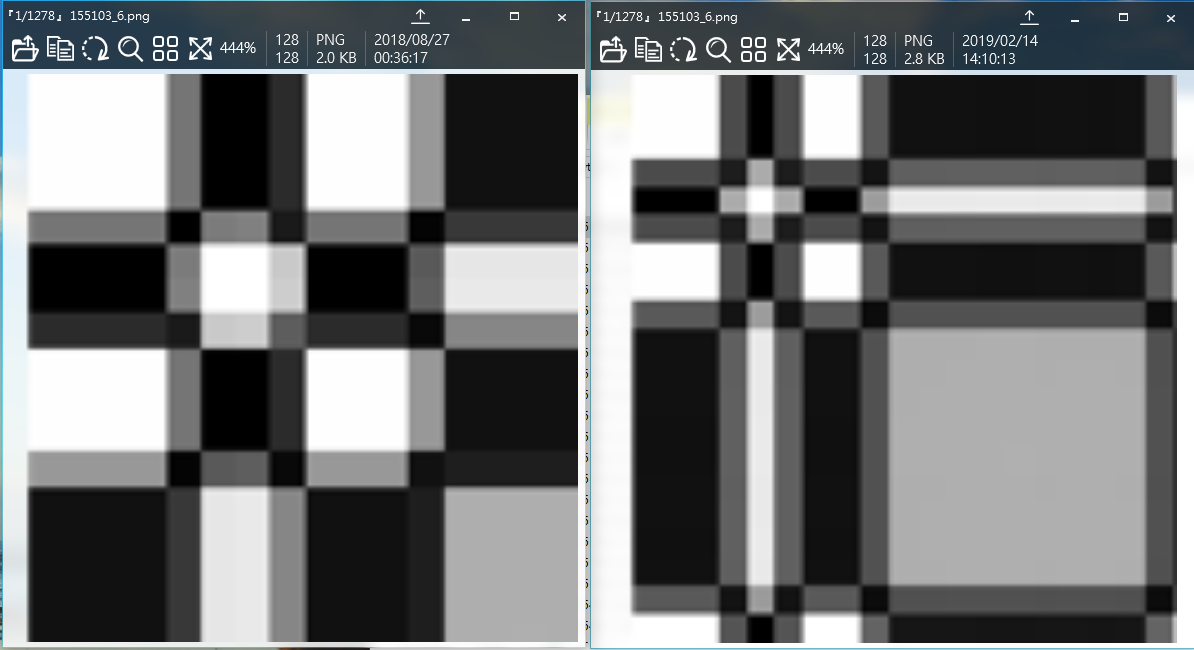 『1/1278』 155103_6.png
444%
128
128
PNG
2.0 KB
2018/08/27
00:36:17
『1/1278』 155103_6.png
444%
128
128
PNG
2.8 KB
2019/02/14
14:10:13